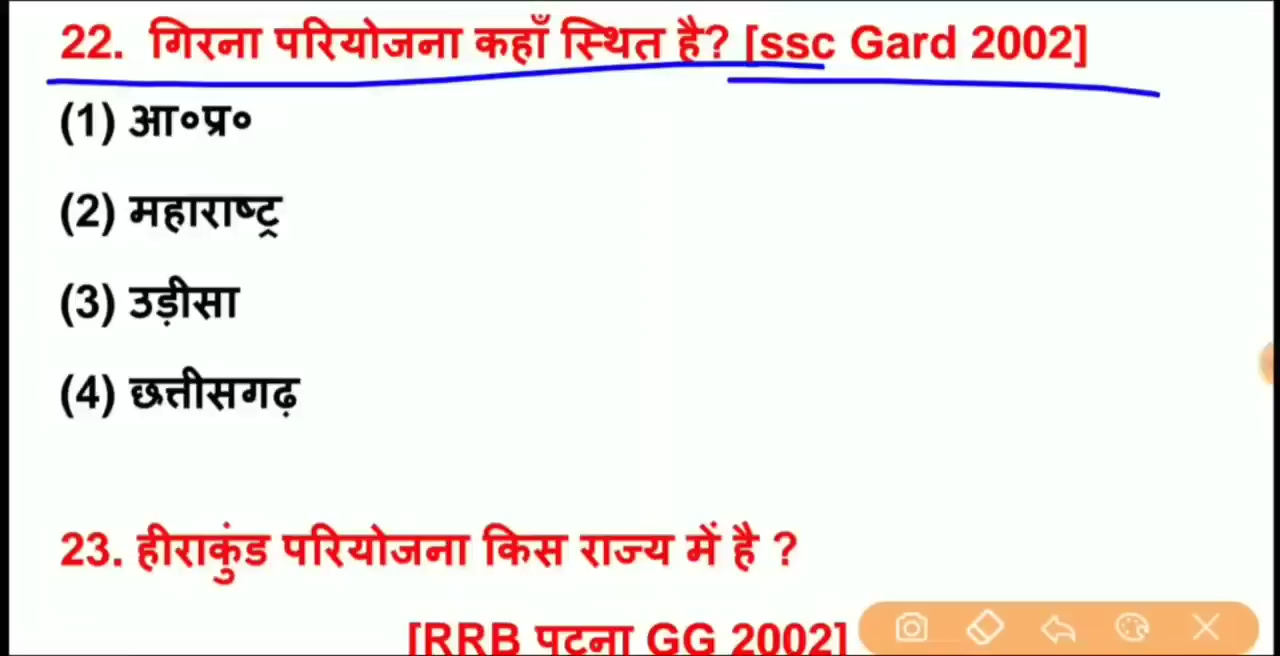 22. गिरना परियोजना कहाँ स्थित है? [ssc Gard 2002]
(1) आ०प्र०
(2) महाराष्ट्र
(3) उड़ीसा
(4) छत्तीसगढ़
23. हीराकुंड परियोजना किस राज्य में है ?
[RRB पटना GG 2002]